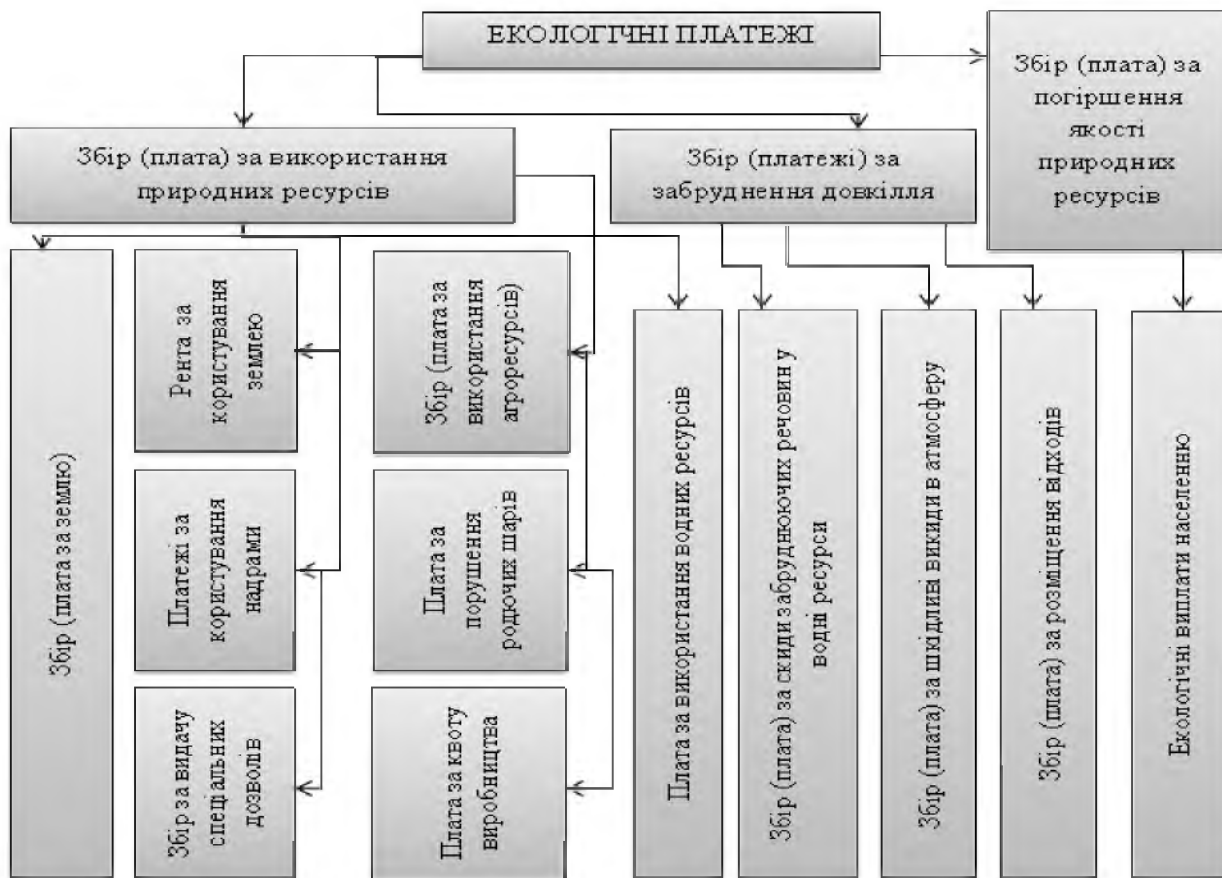 ЕКОЛОГІЧНІ ПЛАТЕЖІ
Збір (плата) за
погіршення
якості
природних
ресурсів
Збір (плата) за використання
природних ресурсів
Збір (платежі) за
забруднення довкілля
Збір (плата за землю)
Рента за
користування
землею
Платежі за
користування
надрами
Збір за видачу
спеціальних
дозволів
Збір (плата за
використання
агроресурсів)
Плата за
порушення
родючих шарів
Плата за квоту
виробництва
Плата за використання водних ресурсів
Збір (плата) за скиди забруднюючих речовин у
водні ресурси
Збір (плата) за шкідливі викиди в атмосферу
Збір (плата) за розміщення відходів
Екологічні виплати населенню